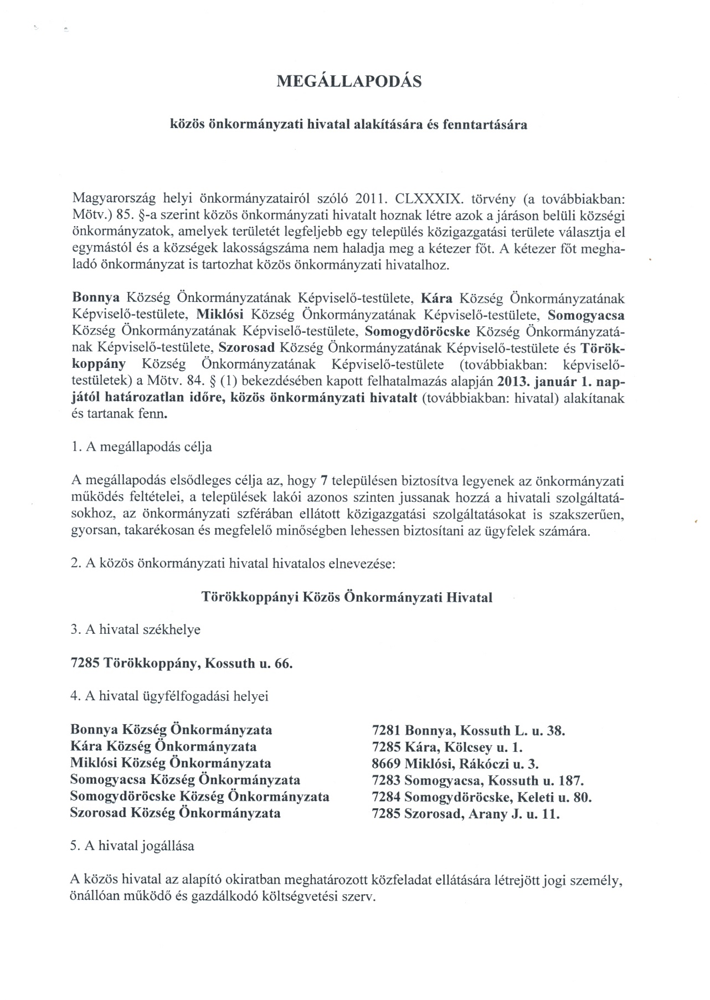 MEGÁLLAPODÁS
közös önkormányzati hivatal alakítására és fenntartására
Magyarország helyi önkormányzatairól szóló 2011. CLXXXIX. törvény (a továbbiakban:
Mötv.) 85. §-a szerint közös önkormányzati hivatalt hoznak létre azok a járáson belüli községi
önkormányzatok, amelyek területét legfeljebb egy település közigazgatási területe választja el
egymástól és a községek lakosságszáma nem haladja meg a kétezer főt. A kétezer főt megha-
ladó önkormányzat is tartozhat közös önkormányzati hivatalhoz.
Bonnya Község Önkormányzatának Képviselő-testülete, Kára Község Önkormányzatának
Képviselő-testülete, Miklósi Község Önkormányzatának Képviselő-testülete, Somogyacsa
Község Önkormányzatának Képviselő-testülete, Somogydöröcske Község Önkormányzatá-
nak Képviselő-testülete, Szorosad Község Önkormányzatának Képviselő-testülete és Török-
koppány Község Önkormányzatának Képviselő-testülete (továbbiakban: képviselő-
testületek) a Mötv. 84. § (1) bekezdésében kapott felhatalmazás alapján 2013. január 1. nap-
jától határozatlan időre, közös önkormányzati hivatalt (továbbiakban: hivatal) alakítanak
és tartanak fenn.
1. A megállapodás célja
A megállapodás elsődleges célja az, hogy 7 településen biztosítva legyenek az önkormányzati
működés feltételei, a települések lakói azonos szinten jussanak hozzá a hivatali szolgáltatá-
sokhoz, az önkormányzati szférában ellátott közigazgatási szolgáltatásokat is szakszerűen,
gyorsan, takarékosan és megfelelő minőségben lehessen biztosítani az ügyfelek számára.
2. A közös önkormányzati hivatal hivatalos elnevezése:
Törökkoppányi Közös Önkormányzati Hivatal
3. A hivatal székhelye
7285 Törökkoppány, Kossuth u. 66.
4. A hivatal ügyfélfogadási helyei
Bonnya Község Önkormányzata 7281 Bonnya, Kossuth L. u. 38.
Kára Község Önkormányzata 7285 Kára, Kölcsey u. 1.
Miklósi Község Önkormányzata 8669 Miklósi, Rákóczi u. 3.
Somogyacsa Község Önkormányzata 7283 Somogyacsa, Kossuth u. 187.
Somogydöröcske Község Önkormányzata 7284 Somogydöröcske, Keleti u. 80.
Szorosad Község Önkormányzata 7285 Szorosad, Arany J. u. 11.
5. A hivatal jogállása
A közös hivatal az alapító okiratban meghatározott közfeladat ellátására létrejött jogi személy,
önállóan működő és gazdálkodó költségvetési szerv.